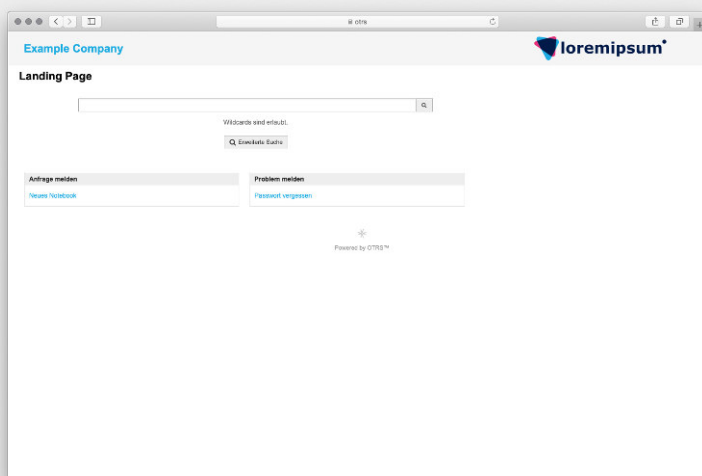 otrs
Example Company
loremipsum
Landing Page
Wildcards sind erlaubt.
Erweiterte Suche
Anfrage melden
Problem melden
Neues Notebook
Passwort vergessen
Powered by OTRS™